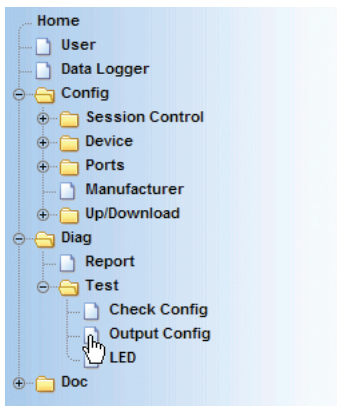 Home
User
Data Logger
Config
Session Control
Device
Ports
Manufacturer
Up/Download
Diag
Report
Test
Check Config
Output Config
LED
Doc